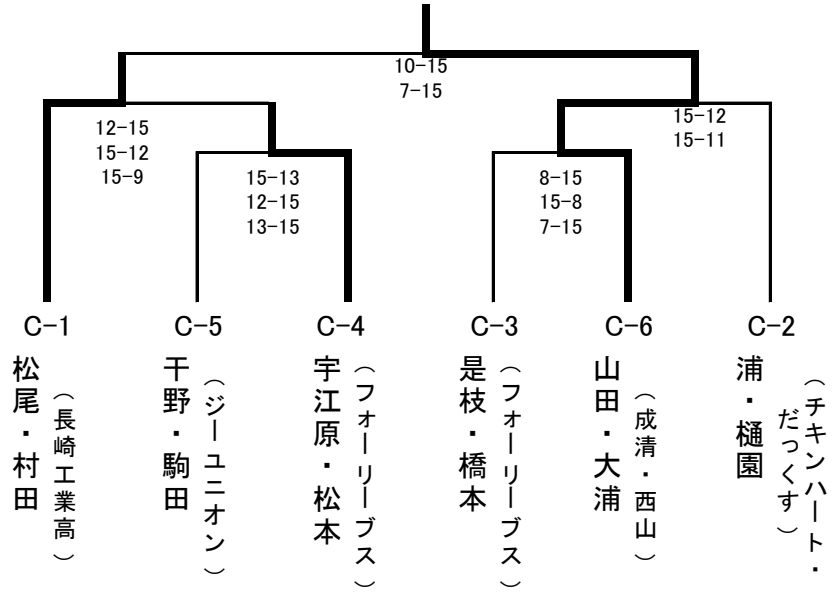 10-15
7-15
12-15
15-12
15-9
15-12
15-11
15-13
12-15
13-15
8-15
15-8
7-15
C-1
C-5
C-4
C-3
C-6
C-2
松尾・村田
（長崎工業高）
干野・駒田
（ジーユニオン）
宇江原・松本
（フォーリーブス）
是枝・橋本
（フォーリーブス）
山田・大浦
（成清・西山）
浦・樋園
（チキンハート・
だっくす）